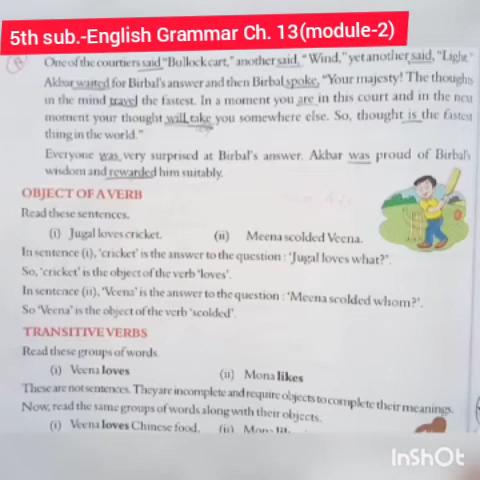 5th sub.-English Grammar Ch. 13(module-2)
One of the courtiers said "Bullock cart," another said, "Wind," yet another said, "Light."
Akbar waited for Birbal's answer and then Birbal spoke, "Your majesty! The thoughts
in the mind travel the fastest. In a moment you are in this court and in the next
moment your thought will take you somewhere else. So, thought is the fastest
thing in the world."
Everyone was very surprised at Birbal's answer. Akbar was proud of Birbal's
wisdom and rewarded him suitably.
OBJECT OF A VERB
Read these sentences.
(i) Jugal loves cricket. (ii) Meena scolded Veena.
In sentence (i), 'cricket' is the answer to the question : 'Jugal loves what?'.
So, 'cricket' is the object of the verb 'loves'.
In sentence (ii), 'Veena' is the answer to the question : 'Meena scolded whom?'.
So 'Veena' is the object of the verb 'scolded'.
TRANSITIVE VERBS
Read these groups of words
(i) Veena loves (ii) Mona likes
These are not sentences. They are incomplete and require objects to complete their meanings.
Now, read the same groups of words along with their objects.
(i) Veena loves Chinese food. (ii) Mona
InShOt